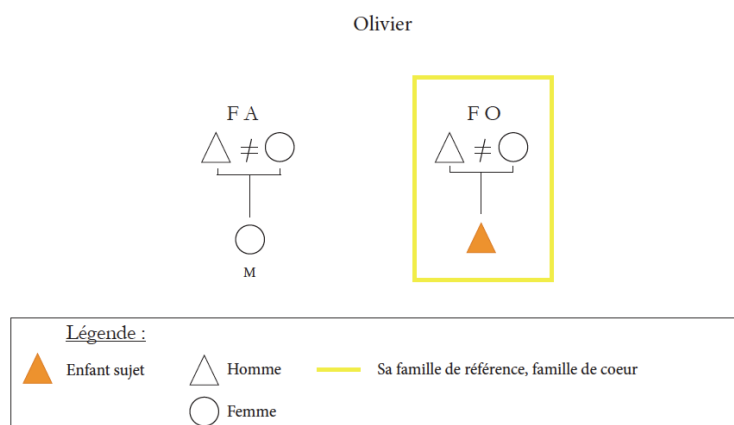 Olivier
F A
F O
≠
≠
M
Légende :
Enfant sujet
Homme
Sa famille de référence, famille de coeur
Femme